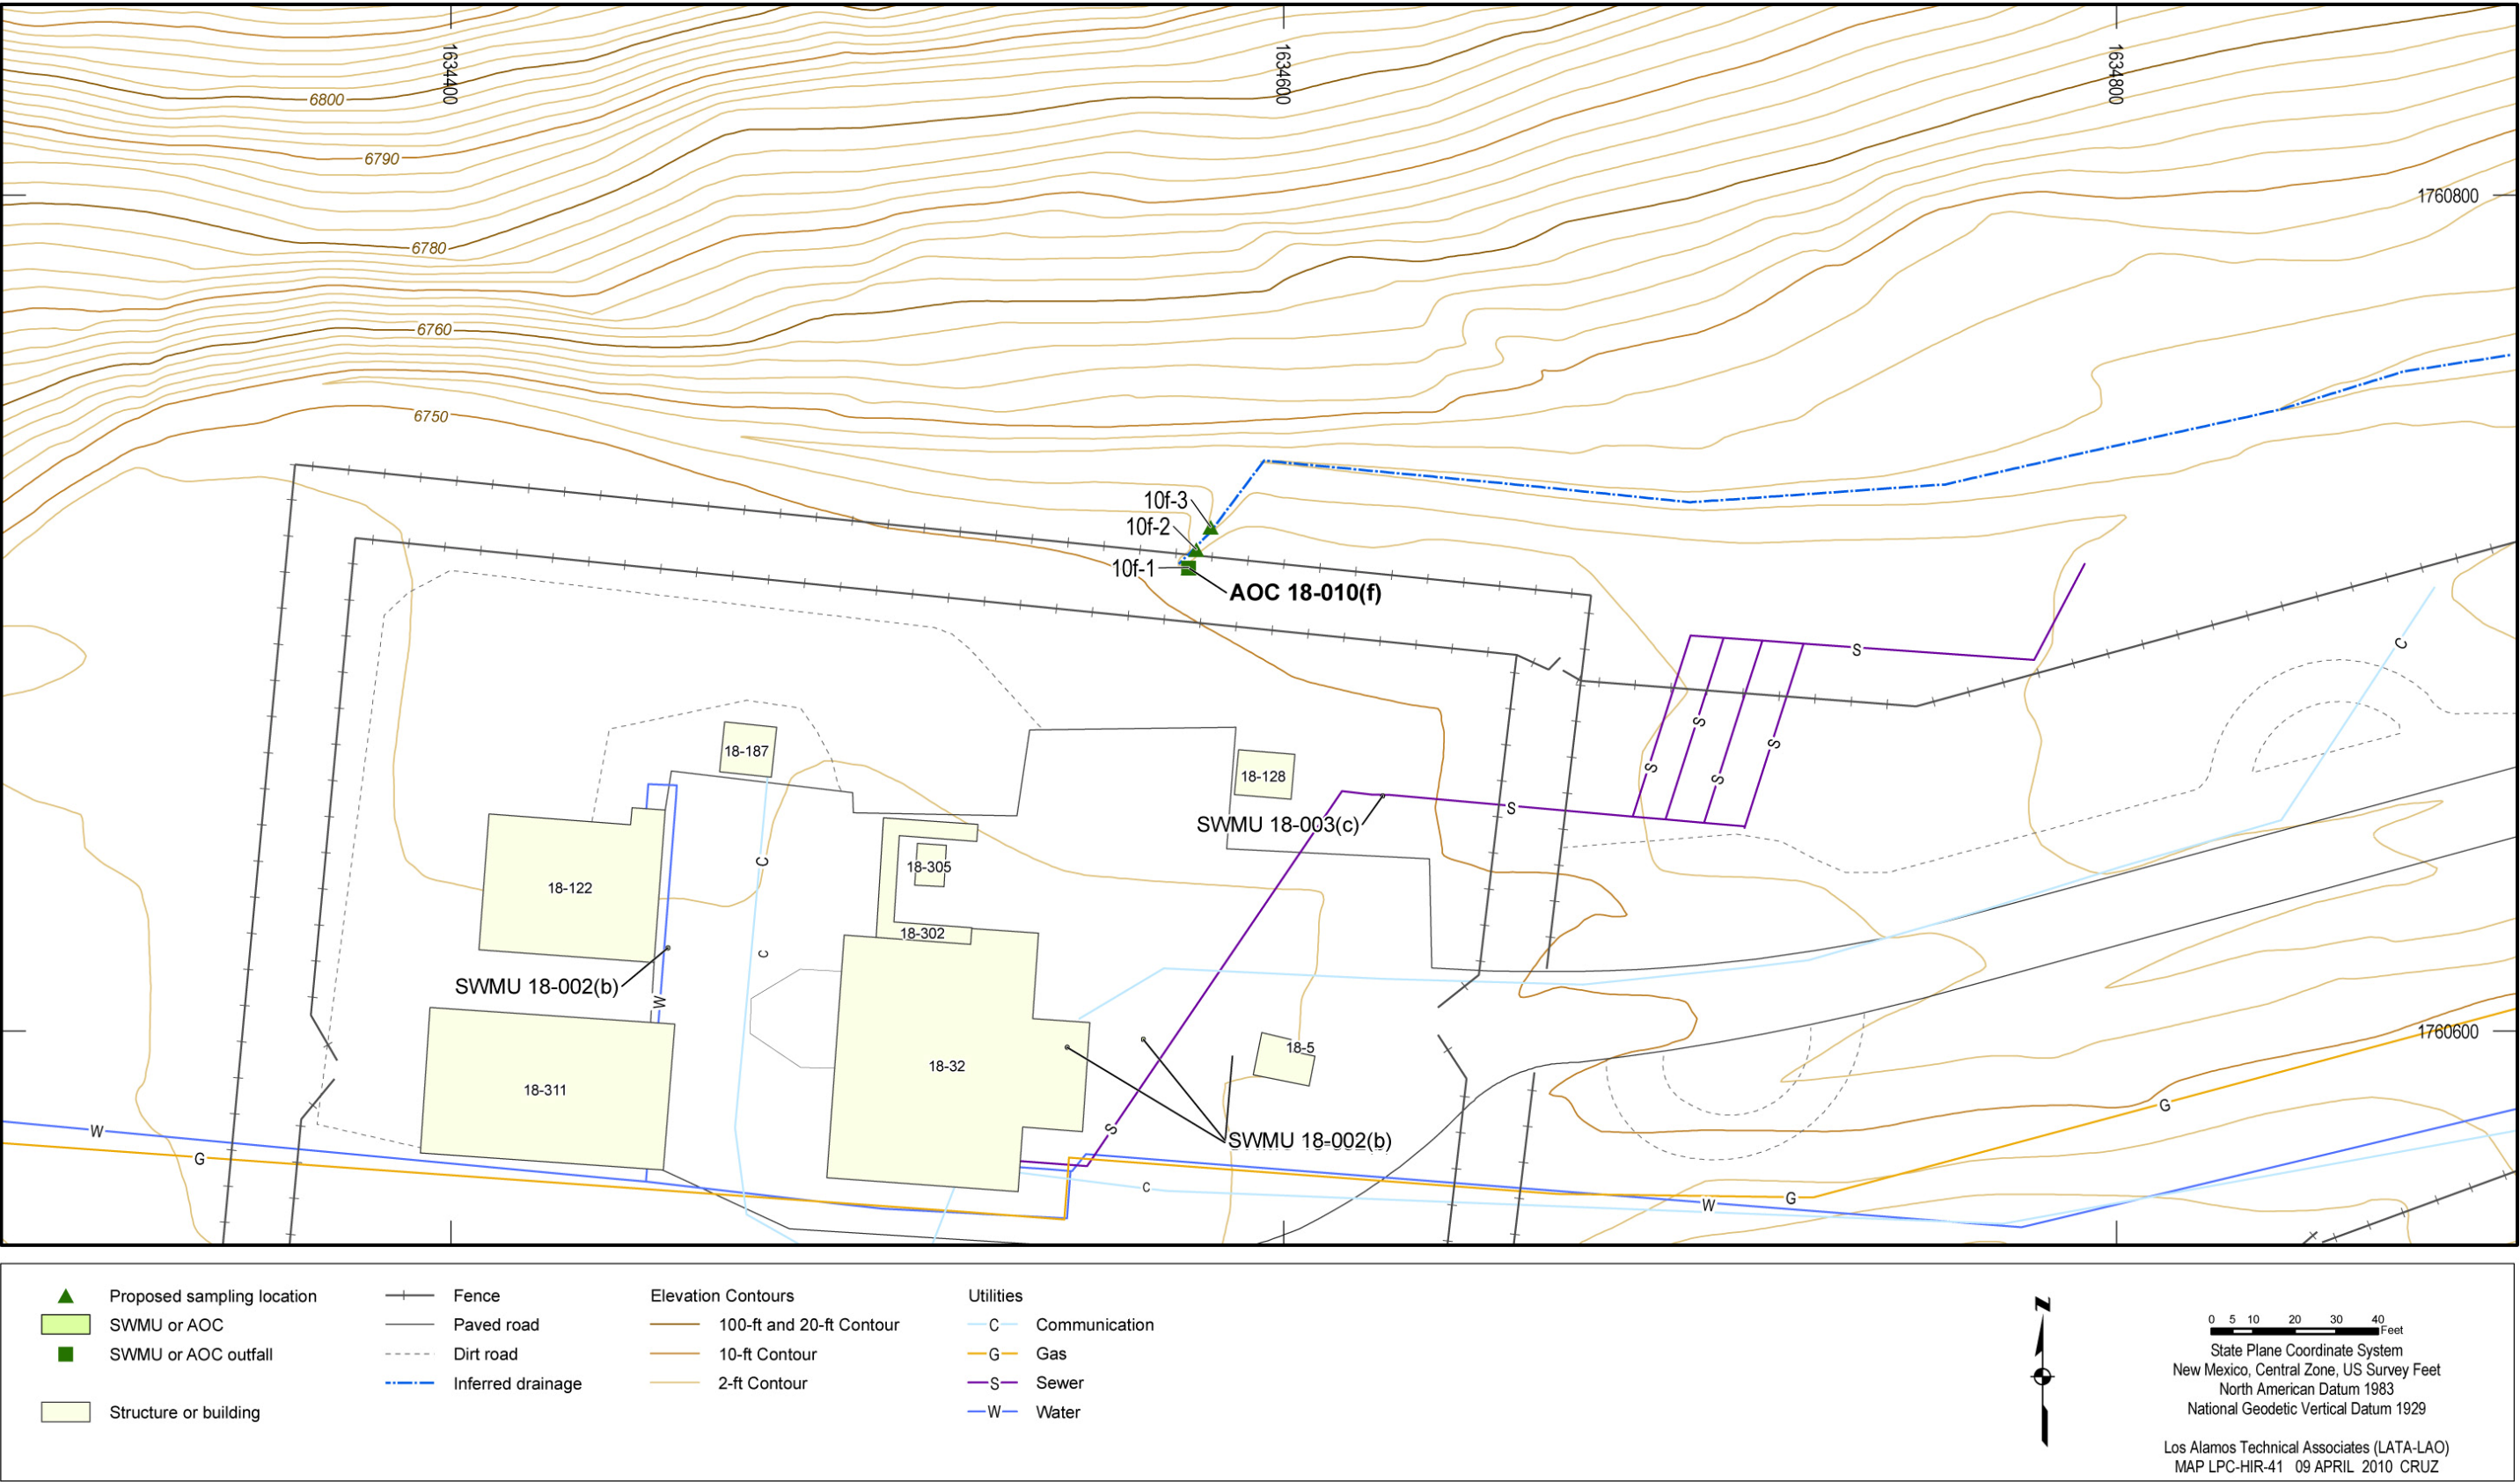 1634400
1634600
1634800
6800
6790
1760800
6780
6760
6750
10f-3
10f-2
10f-1
AOC 18-010(f)
S
C
18-187
S
S
18-128
S
S
S
SWMU 18-003(c)
C
18-305
18-122
18-302
C
SWMU 18-002(b)
W
1760600
18-5
18-32
18-311
G
W
S
SWMU 18-002(b)
G
C
G
W
Proposed sampling location
SWMU or AOC
SWMU or AOC outfall
Structure or building
Fence
Paved road
Dirt road
Inferred drainage
Elevation Contours
100-ft and 20-ft Contour
10-ft Contour
2-ft Contour
Utilities
C Communication
G Gas
S Sewer
W Water
N
0 5 10 20 30 40
Feet
State Plane Coordinate System
New Mexico, Central Zone, US Survey Feet
North American Datum 1983
National Geodetic Vertical Datum 1929
Los Alamos Technical Associates (LATA-LAO)
MAP LPC-HIR-41 09 APRIL 2010 CRUZ